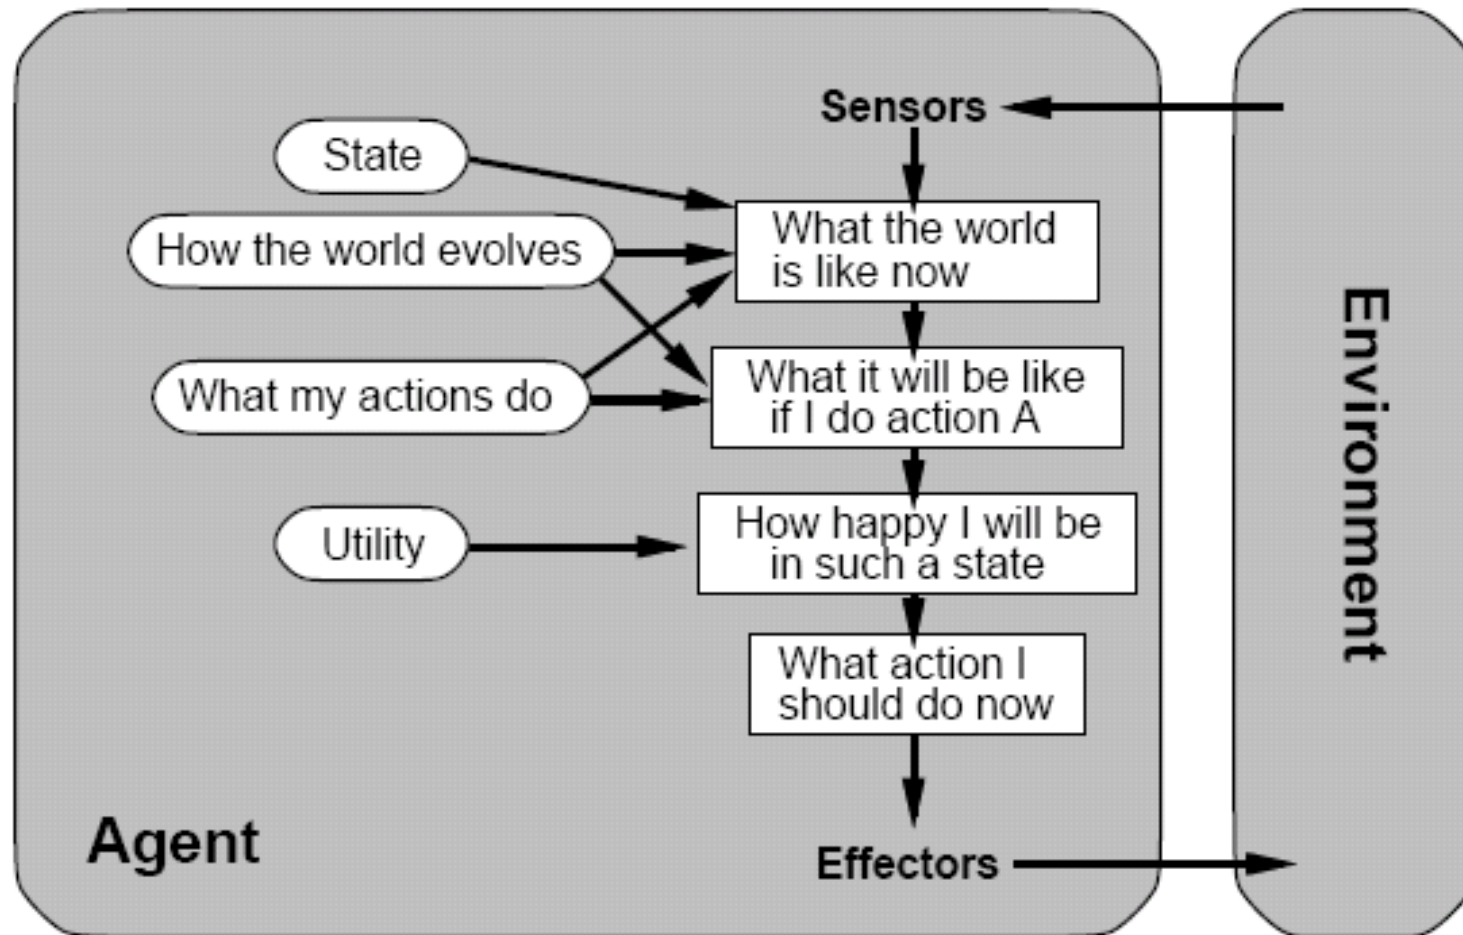 Sensors
State
What the world
is like now
How the world evolves
What it will be like
if I do action A
What my actions do
How happy I will be
in such a state
Utility
What action I
should do now
Agent
Effectors
Environment